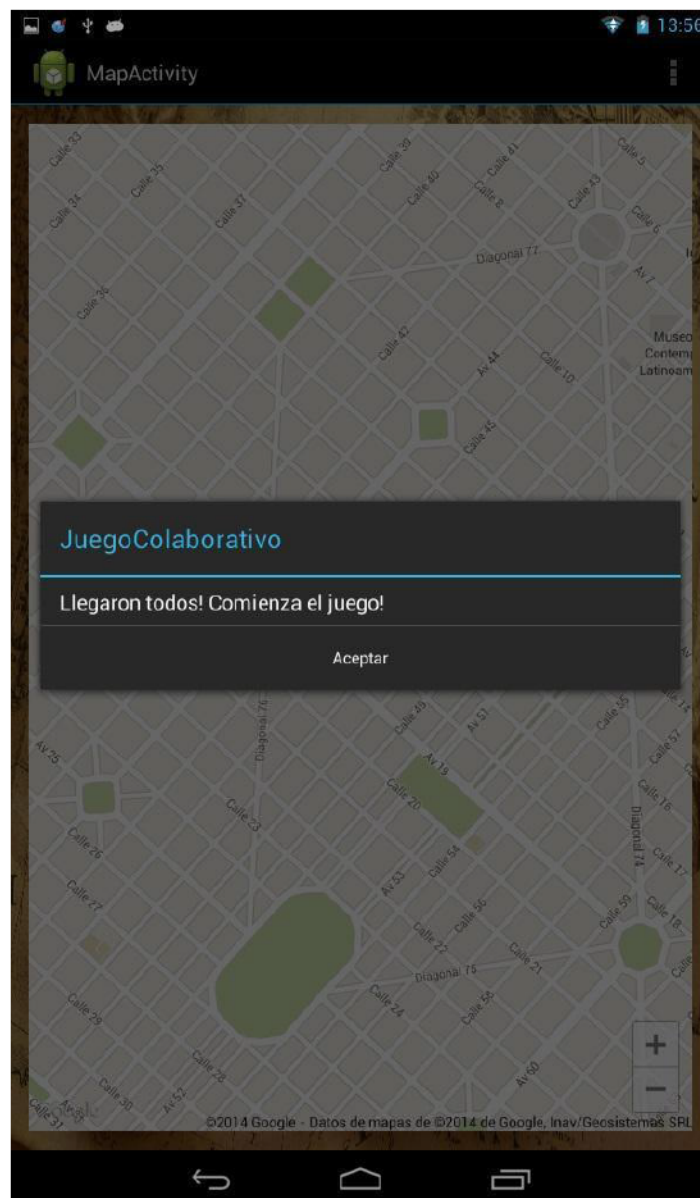 13:56
MapActivity
Calle 33
Calle 35
Calle 34
Calle 37
Calle 36
Calle 39
Calle 40
Calle 41
Calle 8
Calle 43
Calle 5
Calle 6
Diagonal 77
Av 7
Calle 42
Av 44
Calle 10
Calle 45
Museo
Contem
Latinoam
JuegoColaborativo
Llegaron todos! Comienza el juego!
Aceptar
Diagonal 76
Calle 49
Av 51
Calle 55
Calle 57
Av 25
Av 19
Calle 20
Calle 23
Calle 16
Diagonal 74
Calle 26
Calle 54
Av 53
Calle 17
Calle 27
Calle 56
Calle 59
Calle 18
Calle 22
Calle 21
Diagonal 75
Calle 24
Calle 56
Calle 29
Calle 28
Av 60
Calle 30
Av 52
Calle 31
Google
©2014 Google - Datos de mapas de ©2014 de Google, Inav/Geosistemas SRL